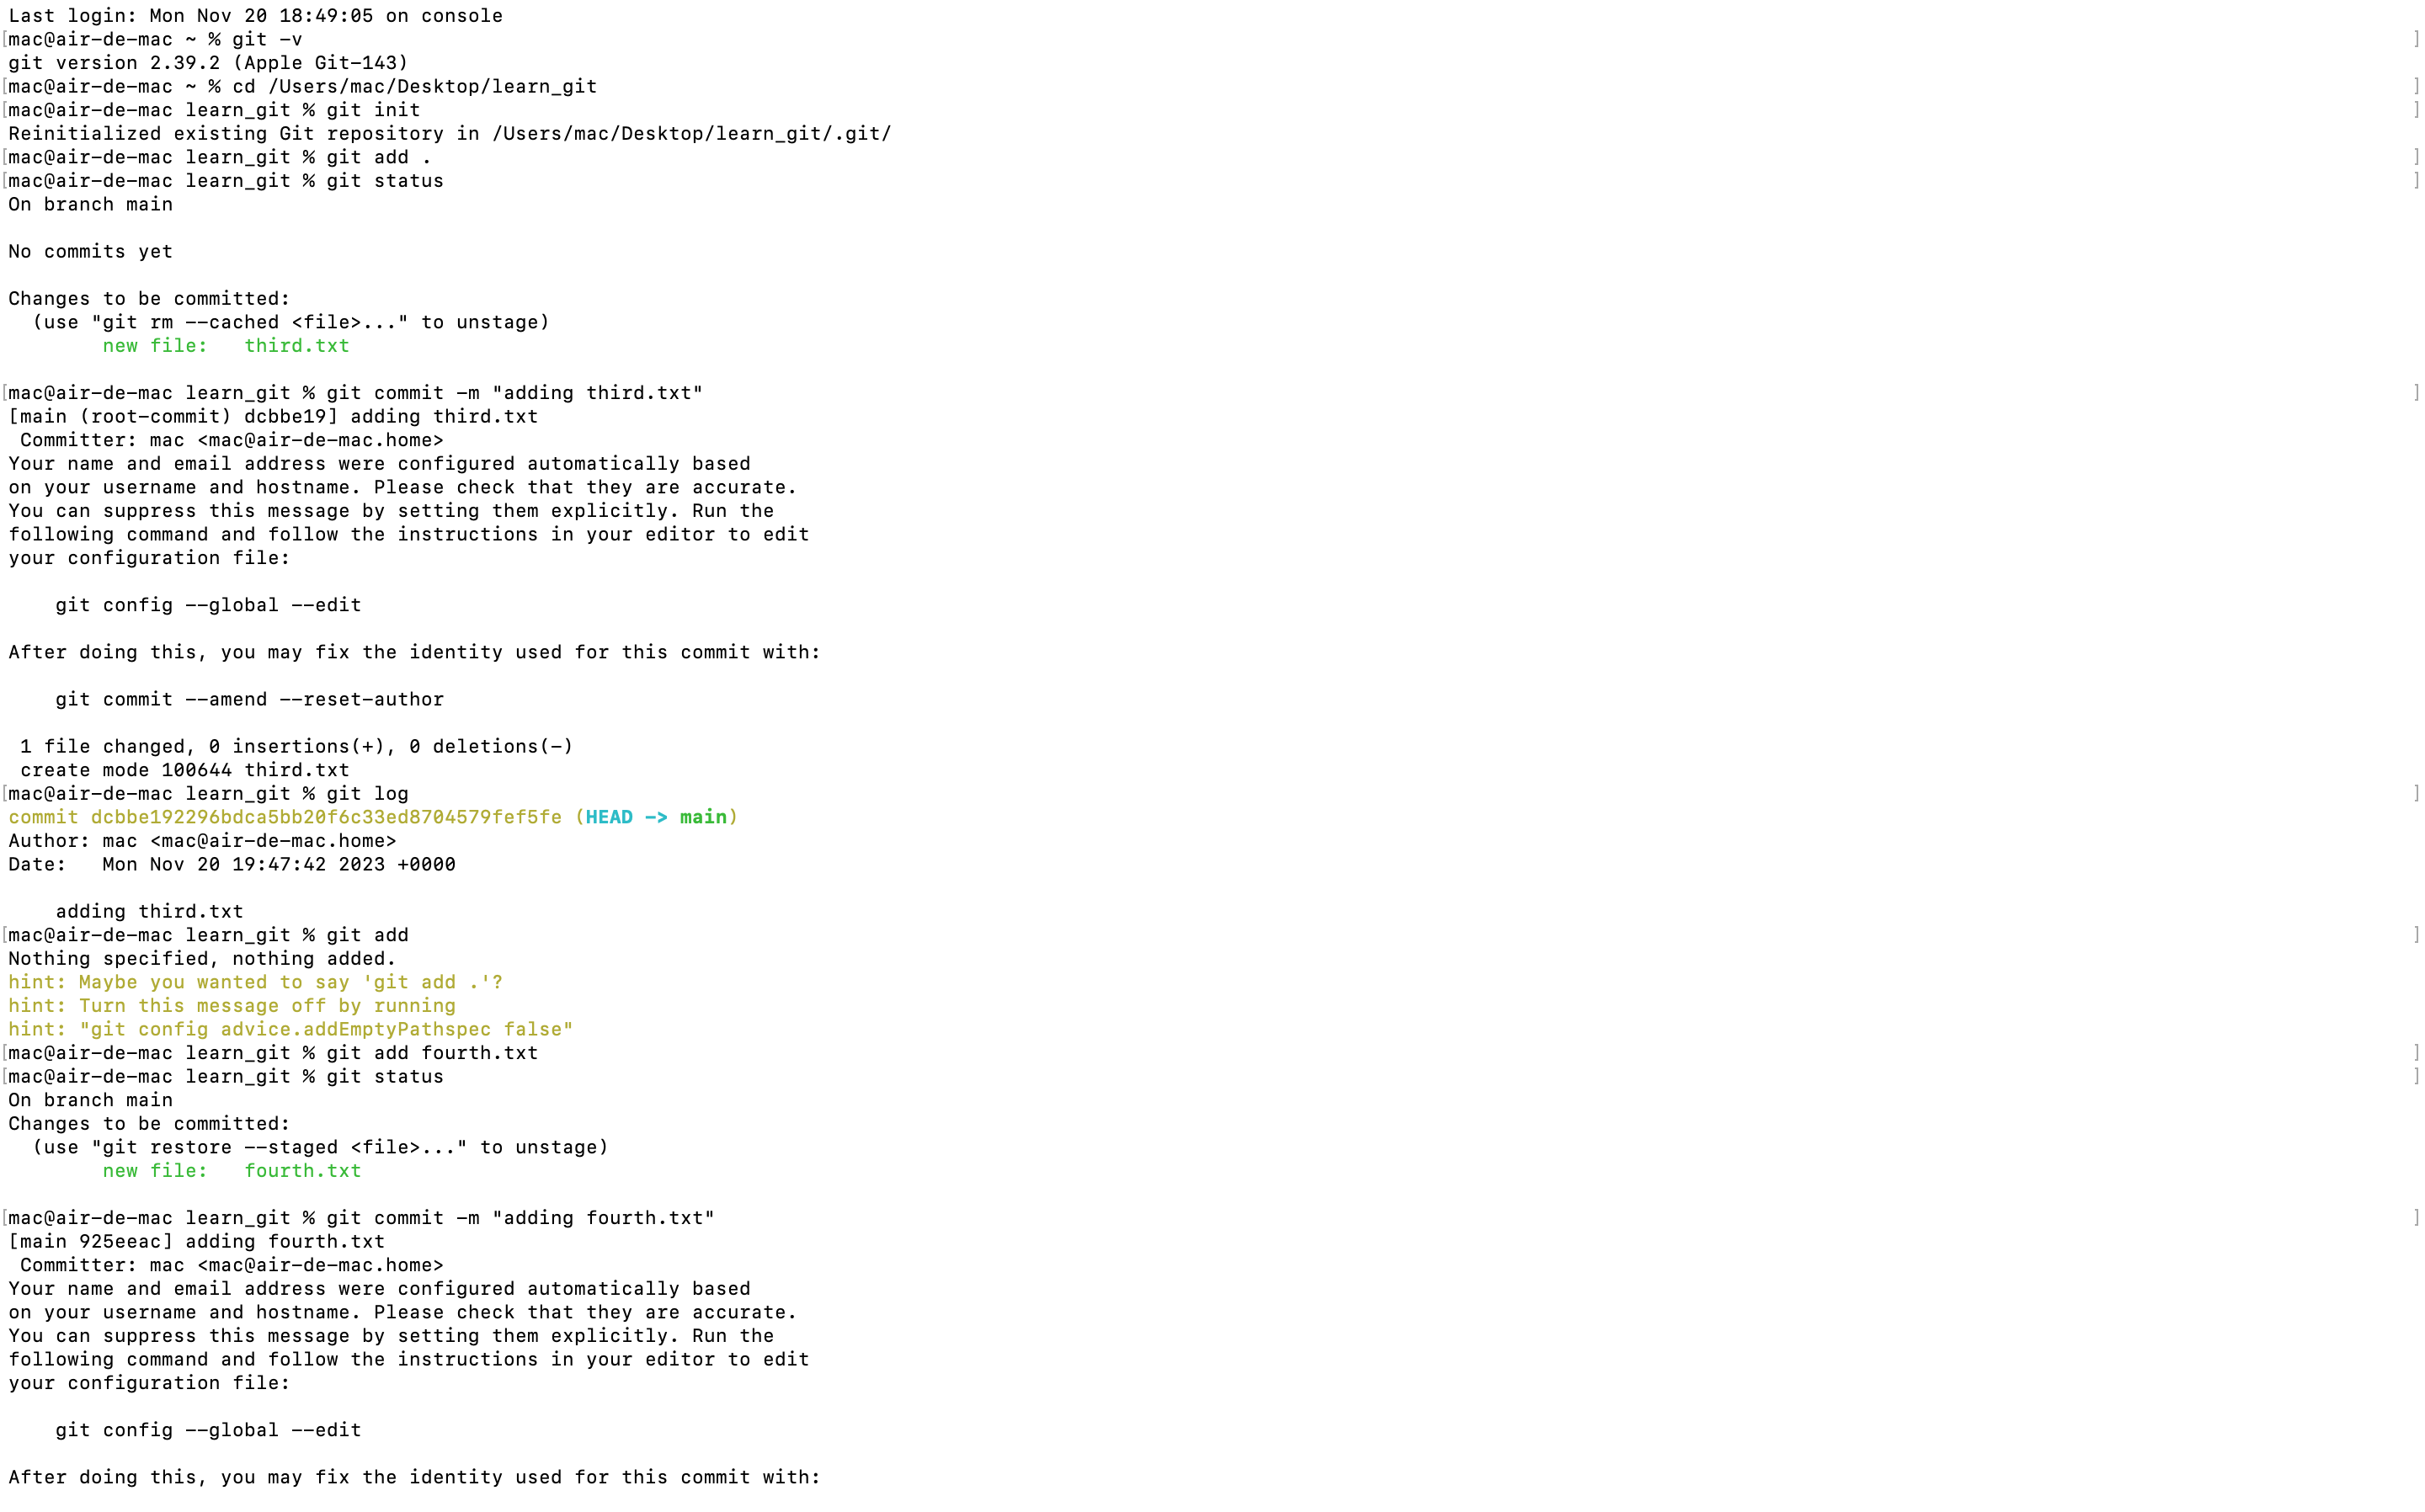 Last login: Mon Nov 20 18:49:05 on console
[mac@air-de-mac ~ % git -v ]
git version 2.39.2 (Apple Git-143)
[mac@air-de-mac ~ % cd /Users/mac/Desktop/learn_git ]
[mac@air-de-mac learn_git % git init ]
Reinitialized existing Git repository in /Users/mac/Desktop/learn_git/.git/
[mac@air-de-mac learn_git % git add . ]
[mac@air-de-mac learn_git % git status ]
On branch main
No commits yet
Changes to be committed:
(use "git rm --cached <file>..." to unstage)
new file: third.txt
[mac@air-de-mac learn_git % git commit -m "adding third.txt" ]
[main (root-commit) dcbbe19] adding third.txt
Committer: mac <mac@air-de-mac.home>
Your name and email address were configured automatically based
on your username and hostname. Please check that they are accurate.
You can suppress this message by setting them explicitly. Run the
following command and follow the instructions in your editor to edit
your configuration file:
git config --global --edit
After doing this, you may fix the identity used for this commit with:
git commit --amend --reset-author
1 file changed, 0 insertions(+), 0 deletions(-)
create mode 100644 third.txt
[mac@air-de-mac learn_git % git log ]
commit dcbbe192296bdca5bb20f6c33ed8704579fef5fe (HEAD -> main)
Author: mac <mac@air-de-mac.home>
Date: Mon Nov 20 19:47:42 2023 +0000
adding third.txt
[mac@air-de-mac learn_git % git add ]
Nothing specified, nothing added.
hint: Maybe you wanted to say 'git add .'?
hint: Turn this message off by running
hint: "git config advice.addEmptyPathspec false"
[mac@air-de-mac learn_git % git add fourth.txt ]
[mac@air-de-mac learn_git % git status ]
On branch main
Changes to be committed:
(use "git restore --staged <file>..." to unstage)
new file: fourth.txt
[mac@air-de-mac learn_git % git commit -m "adding fourth.txt" ]
[main 925eeac] adding fourth.txt
Committer: mac <mac@air-de-mac.home>
Your name and email address were configured automatically based
on your username and hostname. Please check that they are accurate.
You can suppress this message by setting them explicitly. Run the
following command and follow the instructions in your editor to edit
your configuration file:
git config --global --edit
After doing this, you may fix the identity used for this commit with: